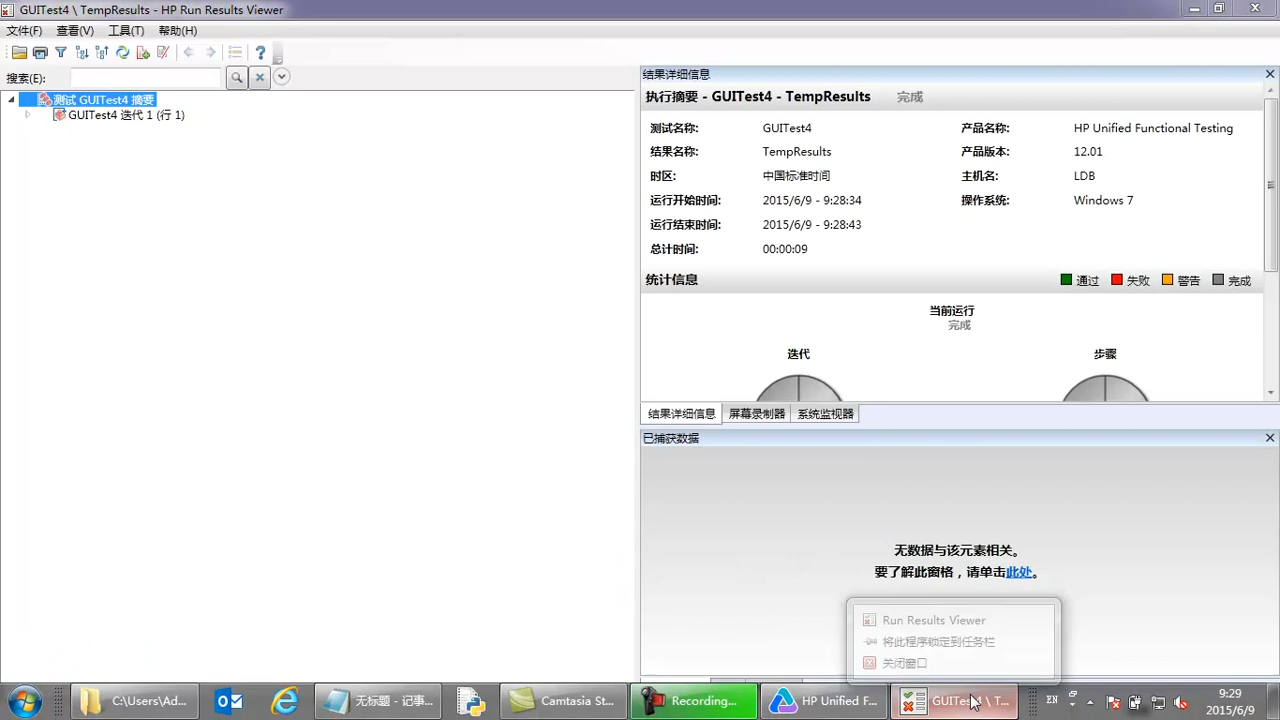 GUITest4 \ TempResults - HP Run Results Viewer
文件(F) 查看(V) 工具(T) 帮助(H)
搜索(E):
测试 GUITest4 摘要
GUITest4 迭代 1 (行 1)
结果详细信息
执行摘要 - GUITest4 - TempResults 完成
测试名称: GUITest4 产品名称: HP Unified Functional Testing
结果名称: TempResults 产品版本: 12.01
时区: 中国标准时间 主机名: LDB
运行开始时间: 2015/6/9 - 9:28:34 操作系统: Windows 7
运行结束时间: 2015/6/9 - 9:28:43
总计时间: 00:00:09
统计信息 通过 失败 警告 完成
当前运行
完成
迭代 步骤
结果详细信息 屏幕录制器 系统监视器
已捕获数据
无数据与该元素相关。
要了解此窗格，请单击此处。
Run Results Viewer
将此程序锁定到任务栏
关闭窗口
C:\Users\Ad... 无标题 - 记事... Camtasia St... Recording... HP Unified F... GUITest4 \ T... EN 9:29
2015/6/9